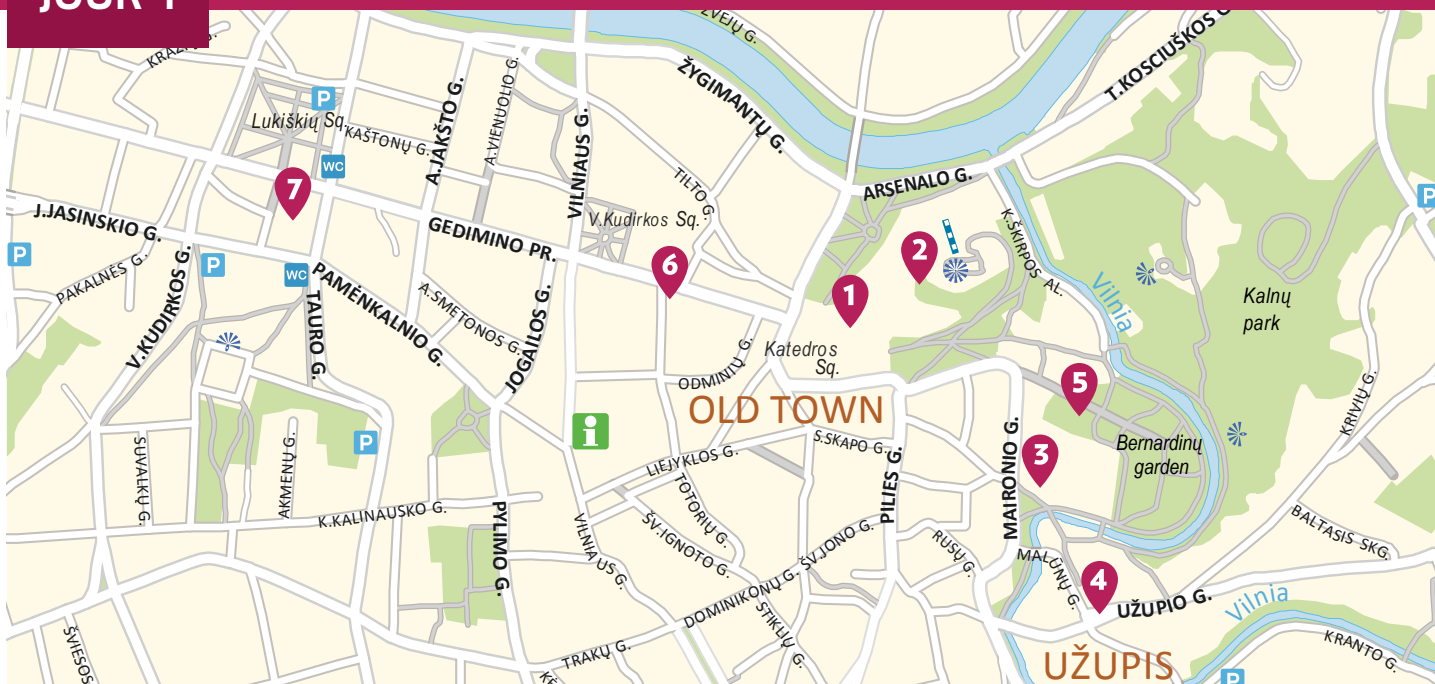 JOUR 1
ŽVEJŲ G.
T.KOSCIUŠKOS G.
ŽYGIMANTŲ G.
P
Lukiškių Sq.
KAŠTONŲ G.
A.JAKŠTO G.
A.VIENUOLIO G.
VILNIAUS G.
WC
7
TILTO G.
ARSENALO G.
K.ŠKIRPOS AL.
P
J.JASINSKIO G.
GEDIMINO PR.
V.Kudirkos Sq.
6
1
2
Vilnia
Kalnų
park
P
PAKALNĖS G.
V.KUDIRKOS G.
P
WC
TAURO G.
PAMĖNKALNIO G.
A.SMETONOS G.
JOGAILOS G.
ODMINIŲ G.
Katedros
Sq.
OLD TOWN
5
Bernardinų
garden
KRIVIŲ G.
i
P
SUVALKŲ G.
AKMENŲ G.
K.KALINAUSKO G.
LIEJYKLOS G.
S.SKAPO G.
PILIES G.
MAIRONIO G.
3
PYLIMO G.
VILNIAUS G.
TOTORIŲ G.
ŠV.IGNOTO G.
DOMINIKONŲ G.
ŠV.JONO G.
RUSŲ G.
MALŪNŲ G.
4
UŽUPIO G.
Vilnia
BALTASIS SKG.
ŠVIESOS
TRAKŲ G.
STIKLIŲ G.
UŽUPIS
KRANTO G.
P